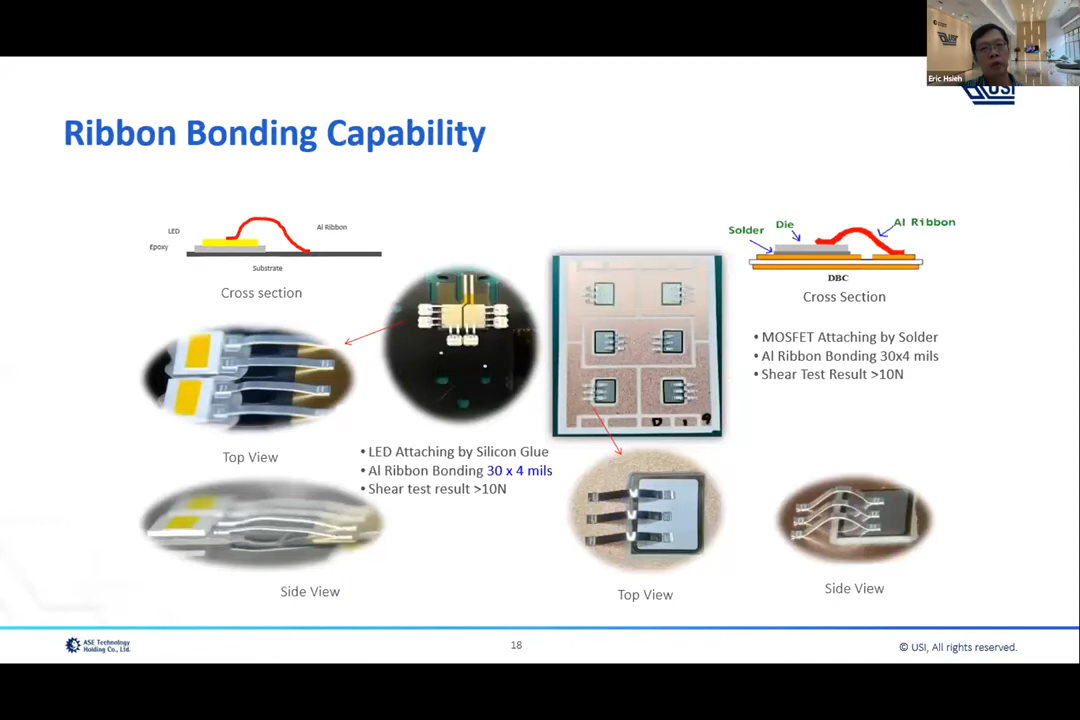 Eric Hsieh
USI
Ribbon Bonding Capability
LED
Al Ribbon
Epoxy
Substrate
Cross section
Top View
• LED Attaching by Silicon Glue
• Al Ribbon Bonding 30 x 4 mils
• Shear test result >10N
Side View
Solder
Die
Al Ribbon
DBC
Cross Section
• MOSFET Attaching by Solder
• Al Ribbon Bonding 30x4 mils
• Shear Test Result >10N
Top View
Side View
ASE Technology
Holding Co., Ltd.
18
© USI, All rights reserved.